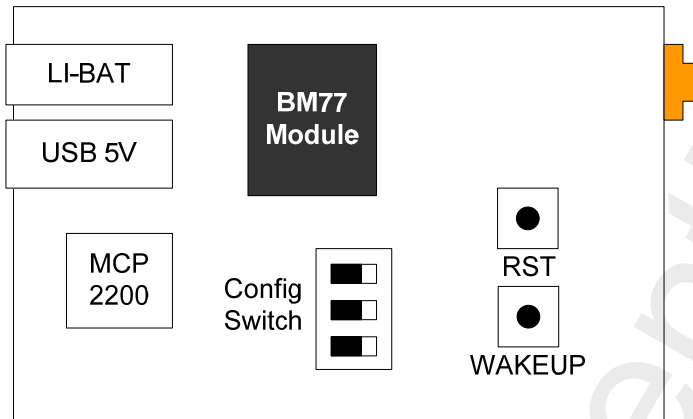 LI-BAT
BM77
Module
USB 5V
MCP
2200
Config
Switch
RST
WAKEUP